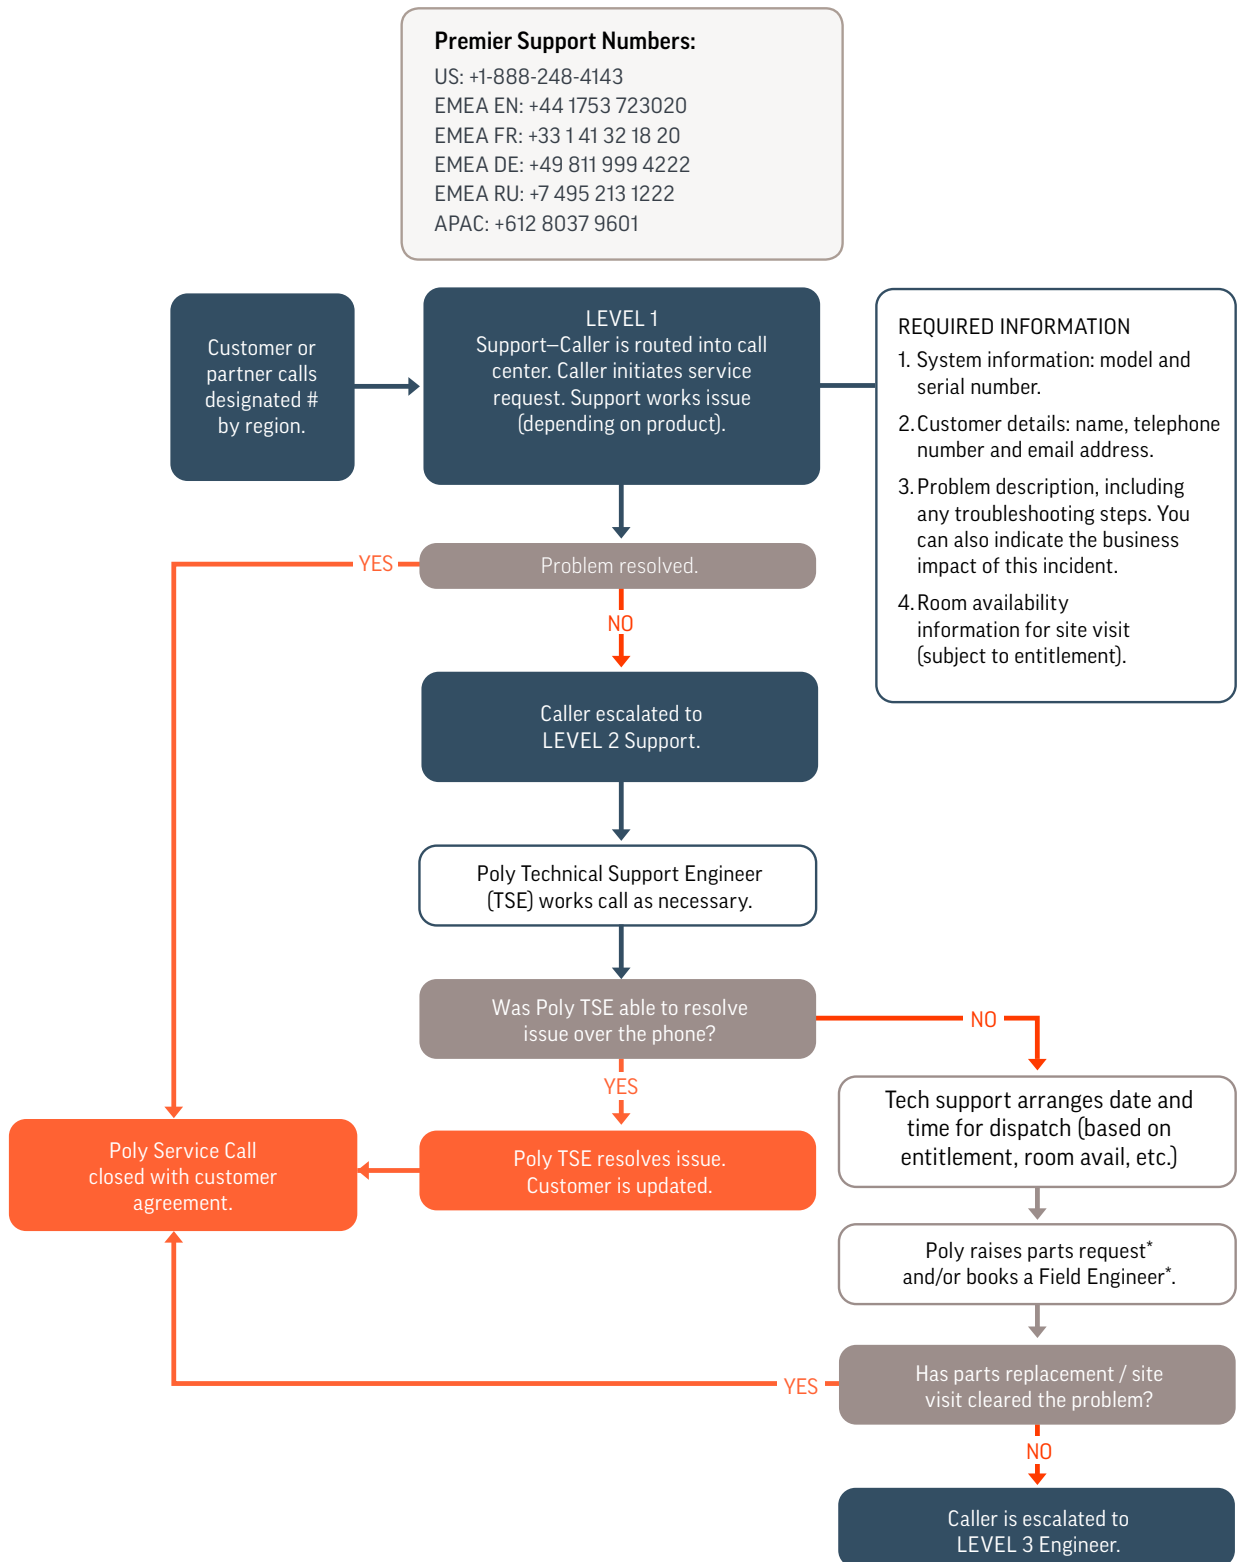 Premier Support Numbers:
US: +1-888-248-4143
EMEA EN: +44 1753 723020
EMEA FR: +33 1 41 32 18 20
EMEA DE: +49 811 999 4222
EMEA RU: +7 495 213 1222
APAC: +612 8037 9601
Customer or
partner calls
designated #
by region.
LEVEL 1
Support–Caller is routed into call
center. Caller initiates service
request. Support works issue
(depending on product).
REQUIRED INFORMATION
1. System information: model and
serial number.
2. Customer details: name, telephone
number and email address.
3. Problem description, including
any troubleshooting steps. You
can also indicate the business
impact of this incident.
4. Room availability
information for site visit
(subject to entitlement).
YES
Problem resolved.
NO
Caller escalated to
LEVEL 2 Support.
Poly Technical Support Engineer
(TSE) works call as necessary.
Was Poly TSE able to resolve
issue over the phone?
NO
YES
Tech support arranges date and
time for dispatch (based on
entitlement, room avail, etc.)
Poly Service Call
closed with customer
agreement.
Poly TSE resolves issue.
Customer is updated.
Poly raises parts request*
and/or books a Field Engineer*.
YES
Has parts replacement / site
visit cleared the problem?
NO
Caller is escalated to
LEVEL 3 Engineer.